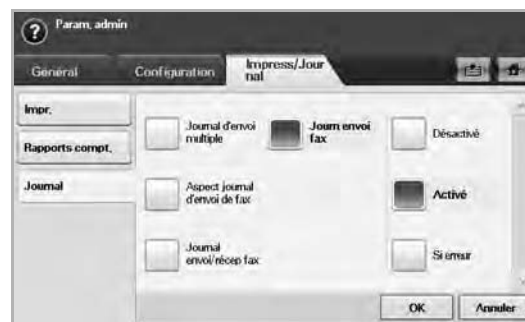 Param. admin
Général
Configuration
Impress/Jour
nal
Impr.
Rapports compt.
Journal
Journal d'envoi
multiple
Journ envoi
fax
Désactivé
Aspect journal
d'envoi de fax
Activé
Journal
envoi/récep fax
Si erreur
OK
Annuler